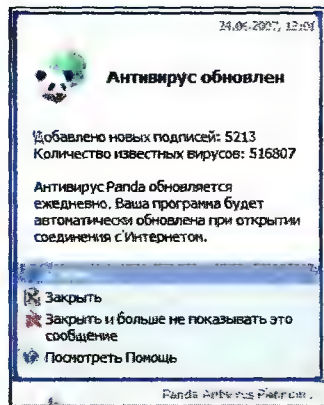 24.06.2007, 13:01
Антивирус обновлен
Добавлено новых подписей: 5213
Количество известных вирусов: 516807
Антивирус Panda обновляется
ежедневно. Ваша программа будет
автоматически обновлена при открытии
соединения с Интернетом.
Закрыть
Закрыть и больше не показывать это
сообщение
Посмотреть Помощь
Panda Antivirus Platinum